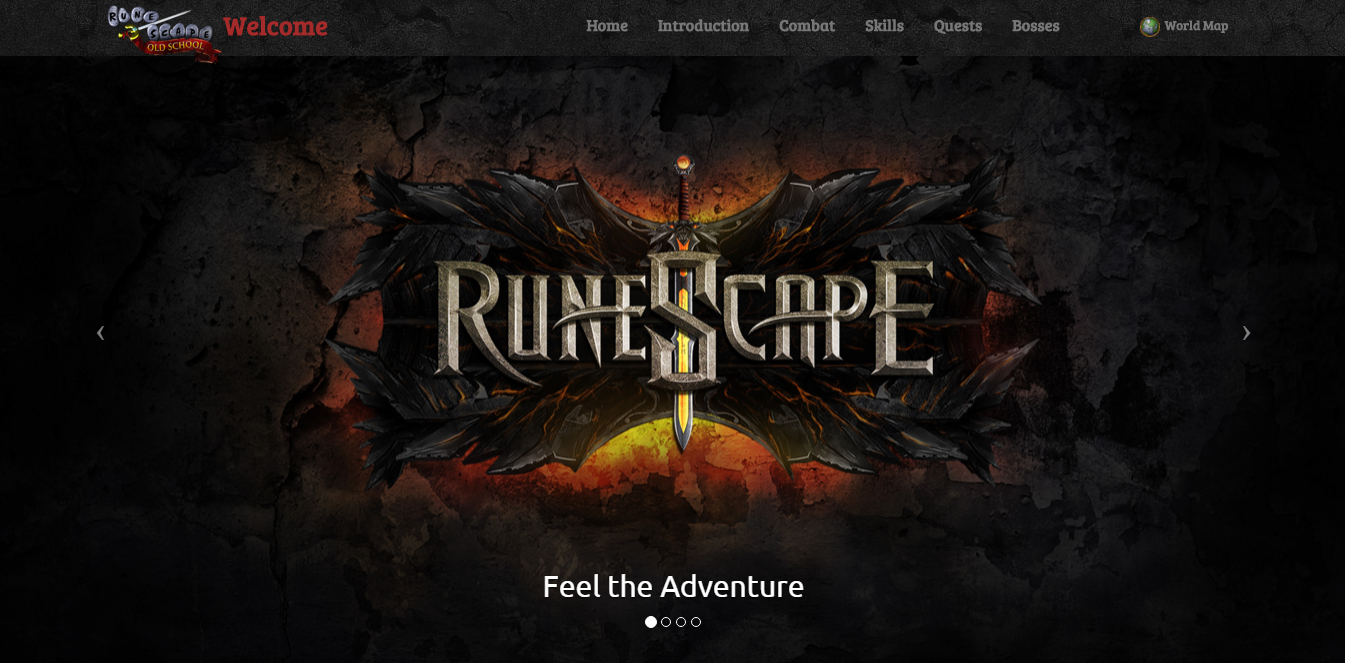 RUNE
SCAPE
OLD SCHOOL
Welcome
Home Introduction Combat Skills Quests Bosses World Map
RUNESCAPE
Feel the Adventure